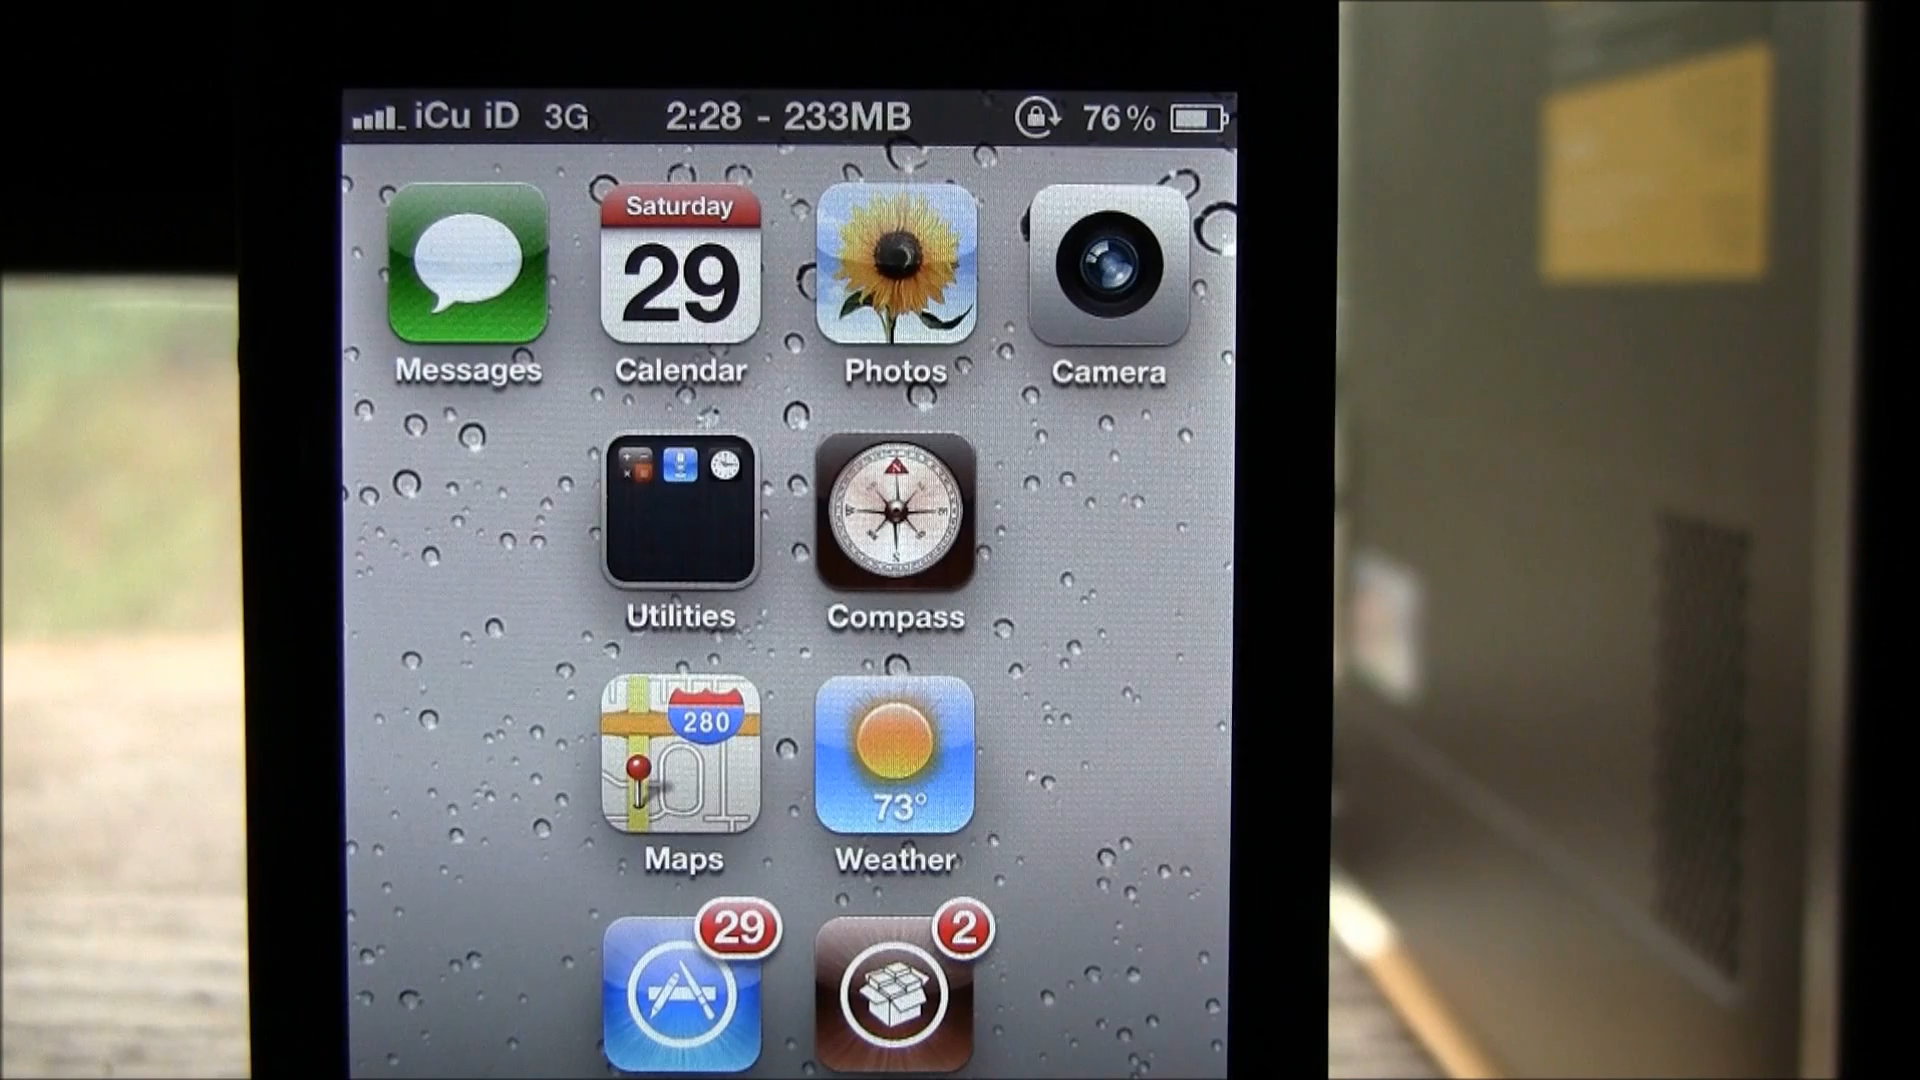 iCu iD 3G 2:28 - 233MB 76%
Saturday
29
Messages Calendar Photos Camera
Utilities Compass
280
73°
Maps Weather
29 2